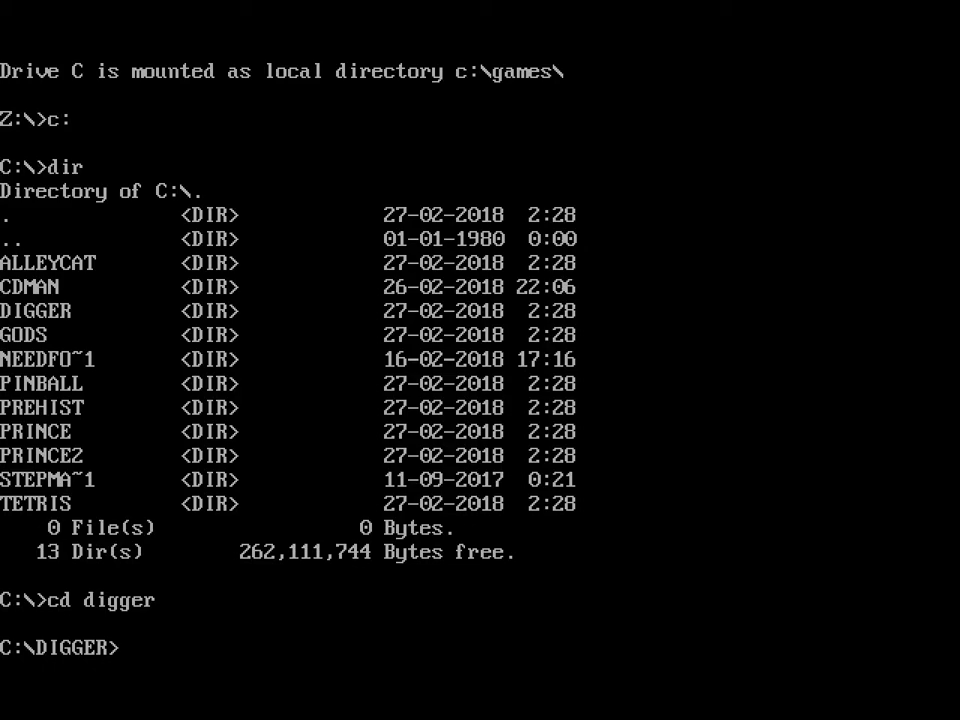 Drive C is mounted as local directory c:\games\
Z:\>c:
C:\>dir
Directory of C:\.
. <DIR> 27-02-2018 2:28
.. <DIR> 01-01-1980 0:00
ALLEYCAT <DIR> 27-02-2018 2:28
CDMAN <DIR> 26-02-2018 22:06
DIGGER <DIR> 27-02-2018 2:28
GODS <DIR> 27-02-2018 2:28
NEEDFO~1 <DIR> 16-02-2018 17:16
PINBALL <DIR> 27-02-2018 2:28
PREHIST <DIR> 27-02-2018 2:28
PRINCE <DIR> 27-02-2018 2:28
PRINCE2 <DIR> 27-02-2018 2:28
STEPMA~1 <DIR> 11-09-2017 0:21
TETRIS <DIR> 27-02-2018 2:28
0 File(s) 0 Bytes.
13 Dir(s) 262,111,744 Bytes free.
C:\>cd digger
C:\DIGGER>